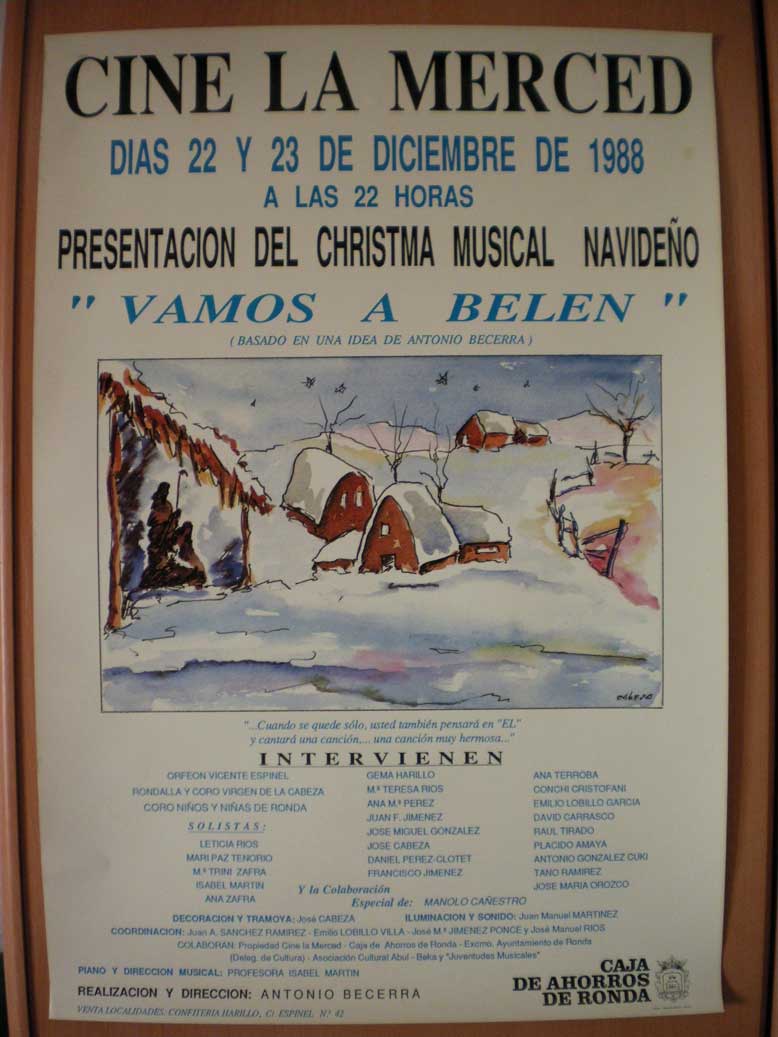 CINE LA MERCED
DIAS 22 Y 23 DE DICIEMBRE DE 1988
A LAS 22 HORAS
PRESENTACION DEL CHRISTMA MUSICAL NAVIDEÑO
" VAMOS A BELEN "
( BASADO EN UNA IDEA DE ANTONIO BECERRA )
"...Cuando se quede sólo, usted también pensará en "EL"
y cantará una canción,... una canción muy hermosa..."
INTERVIENEN
ORFEON VICENTE ESPINEL
RONDALLA Y CORO VIRGEN DE LA CABEZA
CORO NIÑOS Y NIÑAS DE RONDA
SOLISTAS:
LETICIA RIOS
MARI PAZ TENORIO
M.ª TRINI ZAFRA
ISABEL MARTIN
ANA ZAFRA
GEMA HARILLO
M.ª TERESA RIOS
ANA M.ª PEREZ
JUAN F. JIMENEZ
JOSE MIGUEL GONZALEZ
JOSE CABEZA
DANIEL PEREZ-CLOTET
FRANCISCO JIMENEZ
ANA TERROBA
CONCHI CRISTOFANI
EMILIO LOBILLO GARCIA
DAVID CARRASCO
RAUL TIRADO
PLACIDO AMAYA
ANTONIO GONZALEZ CUKI
TANO RAMIREZ
JOSE MARIA OROZCO
Y la Colaboración
Especial de: MANOLO CAÑESTRO
DECORACION Y TRAMOYA: José CABEZA ILUMINACION Y SONIDO: Juan Manuel MARTINEZ
COORDINACION: Juan A. SANCHEZ RAMIREZ - Emilio LOBILLO VILLA - José M.ª JIMENEZ PONCE y José Manuel RIOS
COLABORAN: Propiedad Cine la Merced - Caja de Ahorros de Ronda - Excmo. Ayuntamiento de Ronda
(Deleg. de Cultura) - Asociación Cultural Abul - Beka y "Juventudes Musicales"
PIANO Y DIRECCION MUSICAL: PROFESORA ISABEL MARTIN
REALIZACION Y DIRECCION: ANTONIO BECERRA
VENTA LOCALIDADES: CONFITERIA HARILLO, C/ ESPINEL N.º 42
CAJA
DE AHORROS
DE RONDA